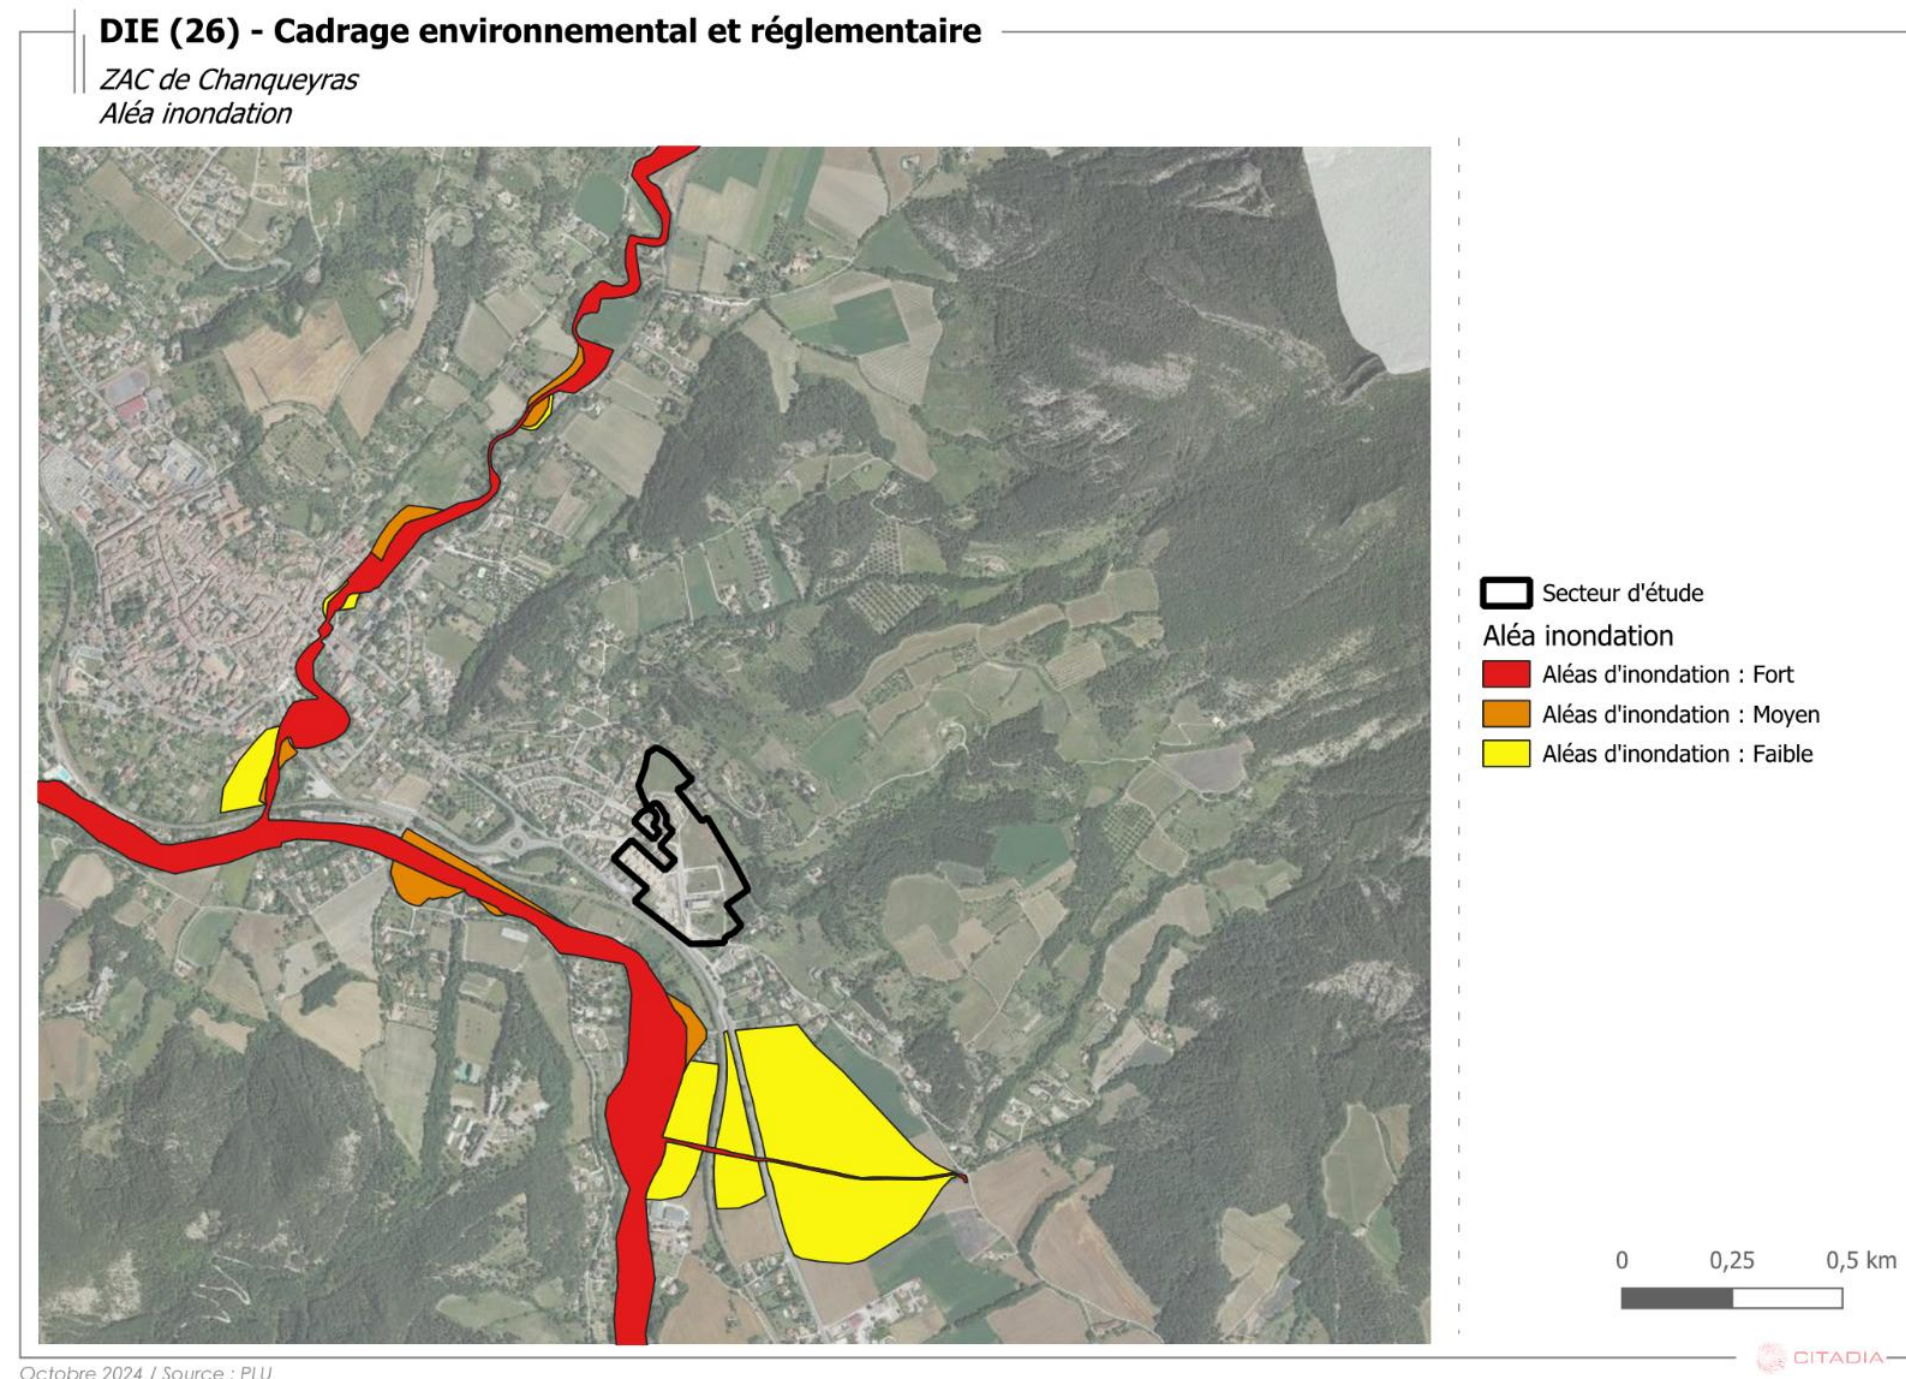 DIE (26) - Cadrage environnemental et réglementaire
ZAC de Chanqueyras
Aléa inondation
Secteur d'étude
Aléa inondation
Aléas d'inondation : Fort
Aléas d'inondation : Moyen
Aléas d'inondation : Faible
0 0,25 0,5 km
CITADIA
Octobre 2024 / Source : PLU